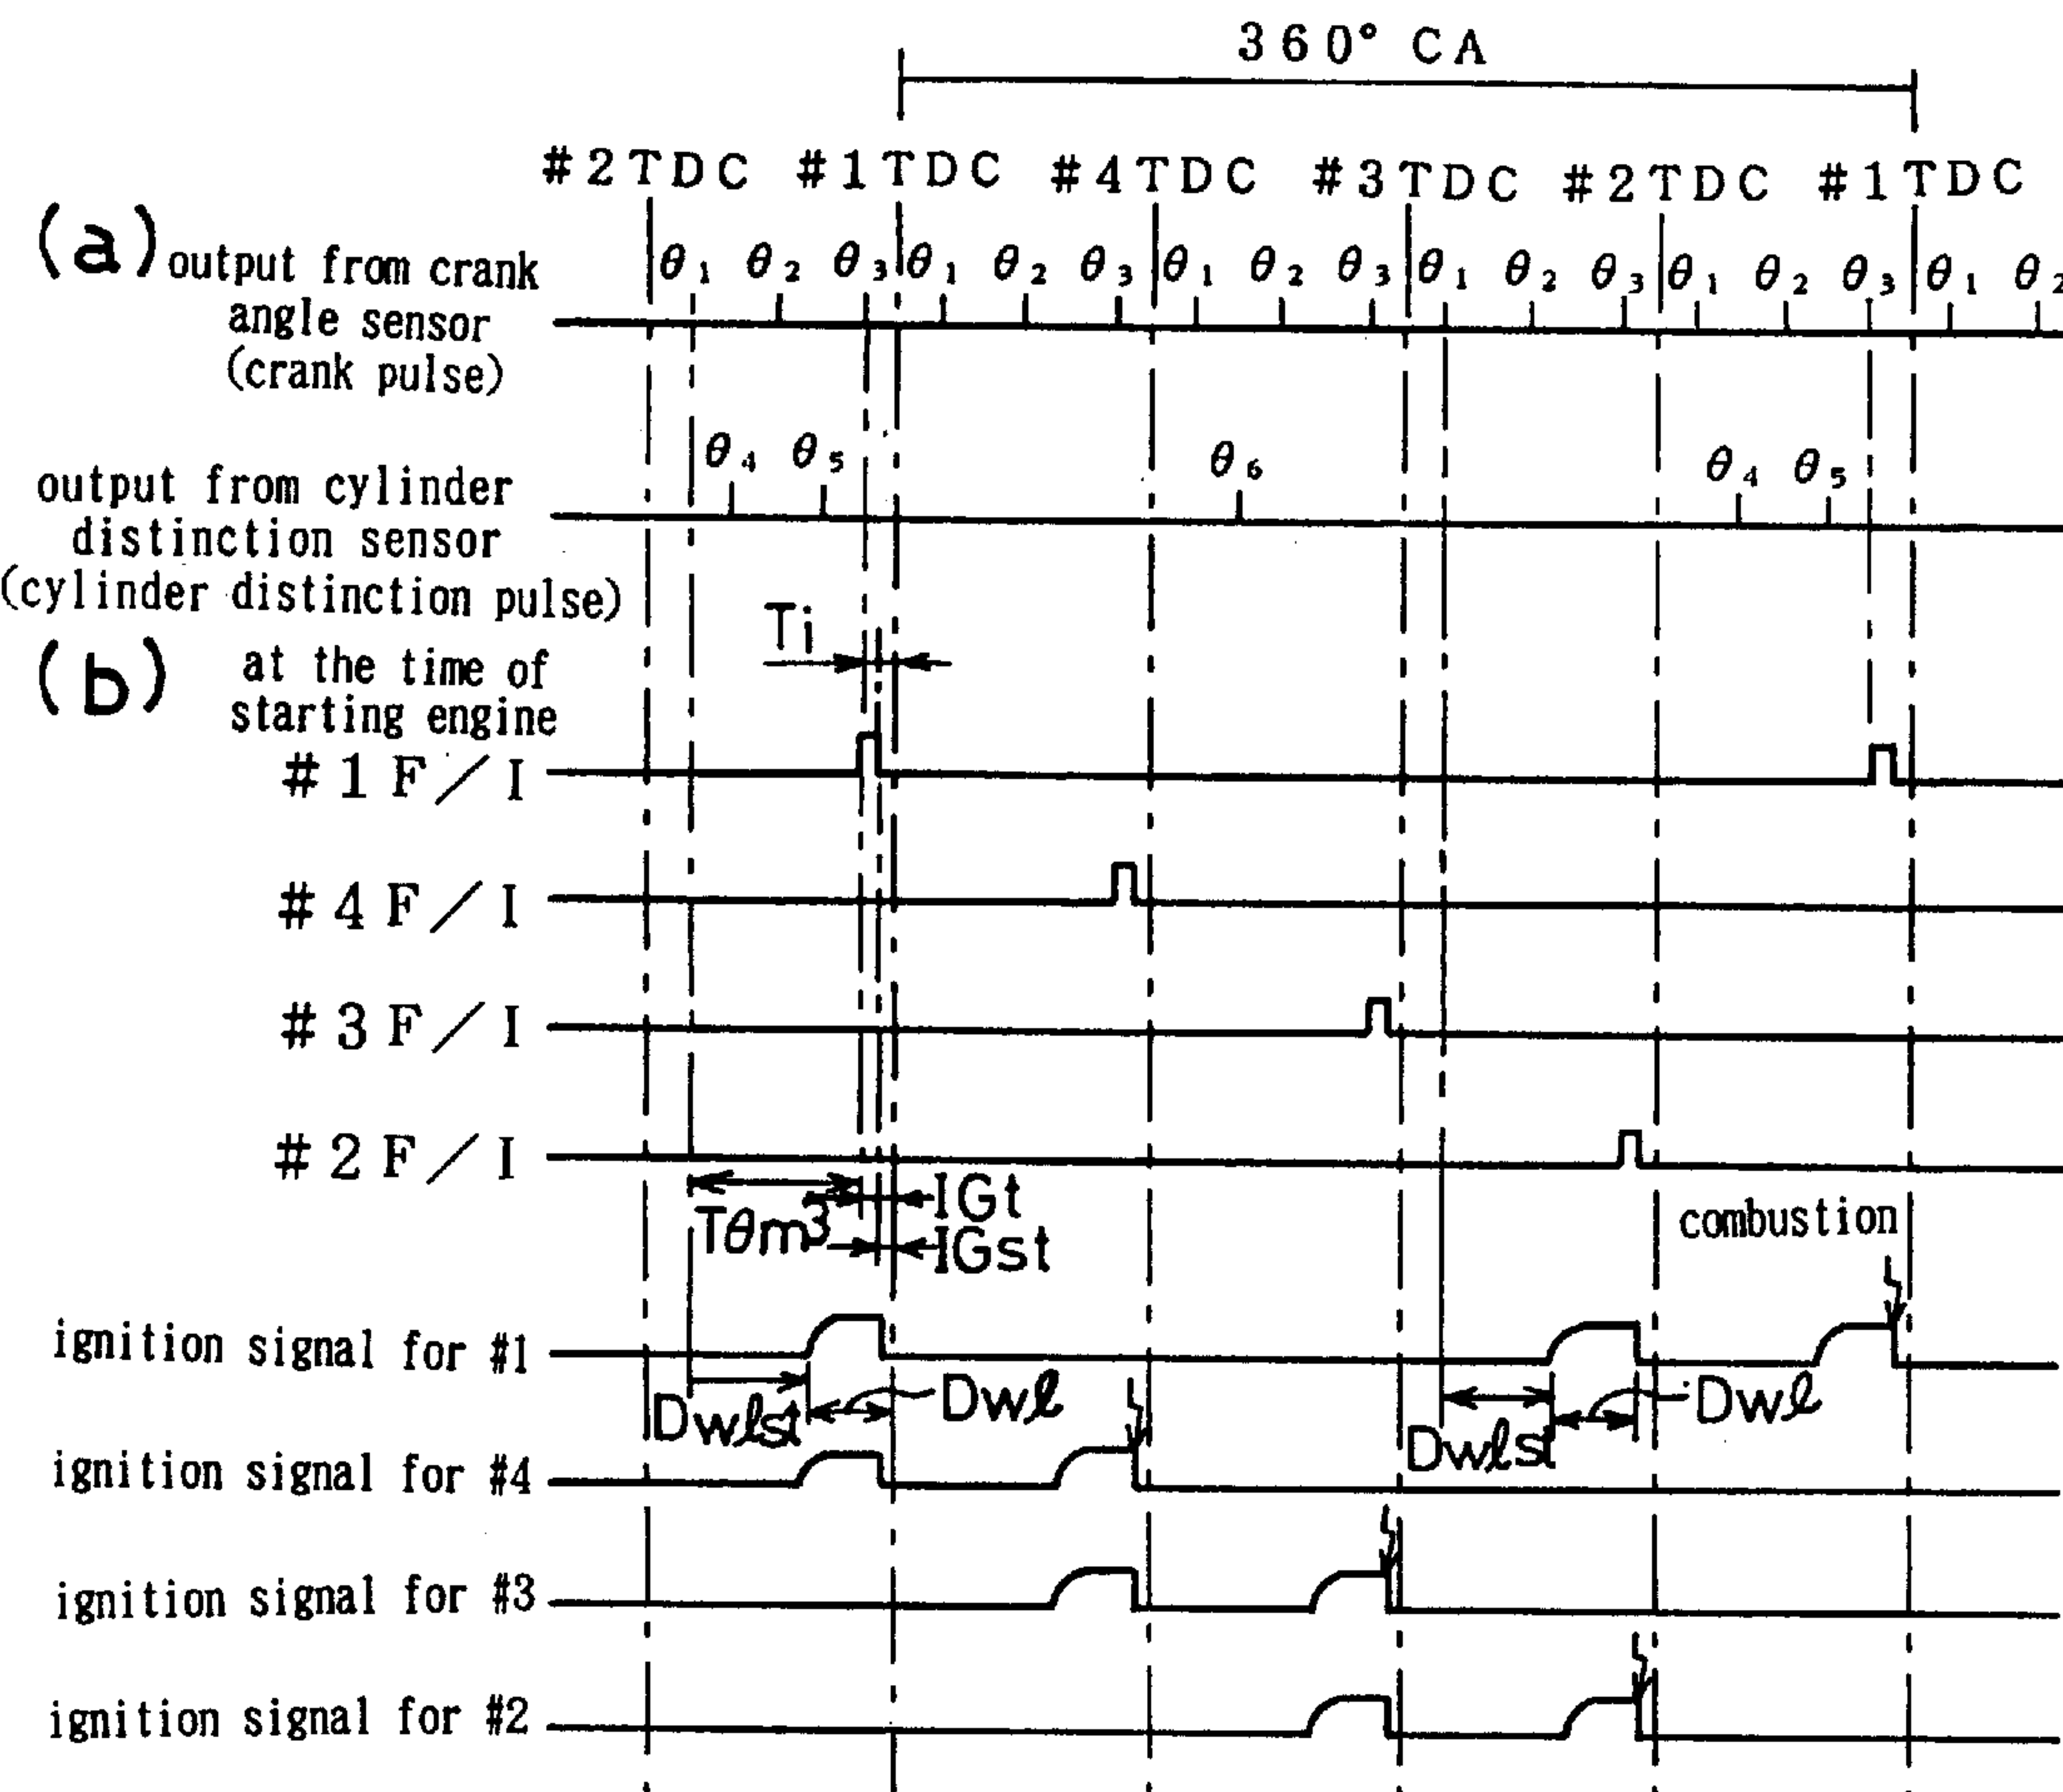 360° CA
#2TDC #1TDC #4TDC #3TDC #2TDC #1TDC
(a) output from crank
angle sensor
(crank pulse)
θ1 θ2 θ3 θ1 θ2 θ3 θ1 θ2 θ3 θ1 θ2 θ3 θ1 θ2 θ3 θ1 θ2
output from cylinder
distinction sensor
(cylinder distinction pulse)
θ4 θ5 θ6 θ4 θ5
(b) at the time of
starting engine
Ti
#1 F/I
#4 F/I
#3 F/I
#2 F/I
IGt
Tθm3
IGst
combustion
ignition signal for #1
Dwlst Dwl Dwlst Dwl
ignition signal for #4
ignition signal for #3
ignition signal for #2